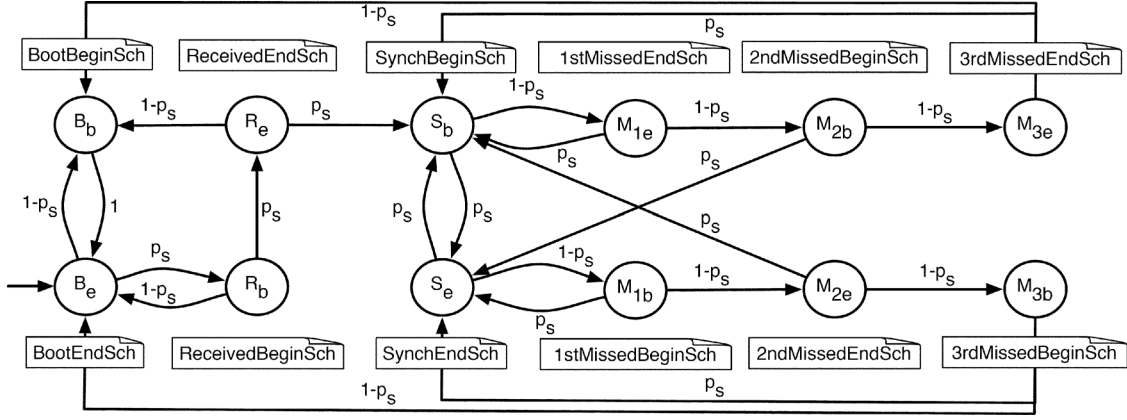 1-pS
pS
BootBeginSch
ReceivedEndSch
SynchBeginSch
1stMissedEndSch
2ndMissedBeginSch
3rdMissedEndSch
1-pS
Bb
1-pS
Re
pS
Sb
M1e
1-pS
M2b
1-pS
M3e
pS
pS
1-pS
1
pS
pS
pS
pS
pS
1-pS
1-pS
1-pS
1-pS
Be
Rb
Se
M1b
M2e
M3b
pS
BootEndSch
ReceivedBeginSch
SynchEndSch
1stMissedBeginSch
2ndMissedEndSch
3rdMissedBeginSch
pS
1-pS